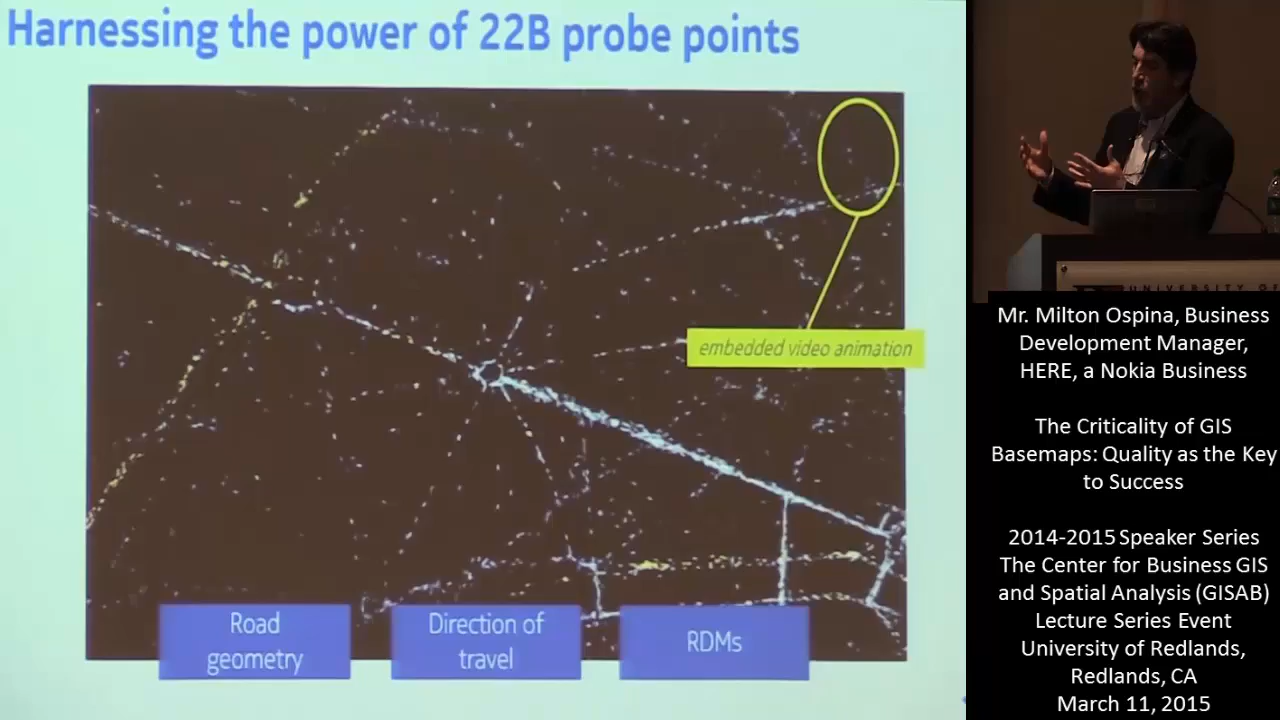 Harnessing the power of 22B probe points
embedded video animation
Road
geometry
Direction of
travel
RDMs
UNIVERSITY OF
Mr. Milton Ospina, Business
Development Manager,
HERE, a Nokia Business
The Criticality of GIS
Basemaps: Quality as the Key
to Success
2014-2015 Speaker Series
The Center for Business GIS
and Spatial Analysis (GISAB)
Lecture Series Event
University of Redlands,
Redlands, CA
March 11, 2015